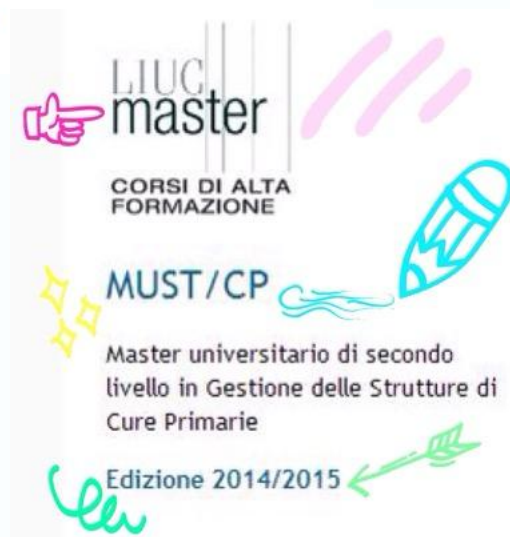 LIUC
master
CORSI DI ALTA
FORMAZIONE
MUST/CP
Master universitario di secondo
livello in Gestione delle Strutture di
Cure Primarie
Edizione 2014/2015